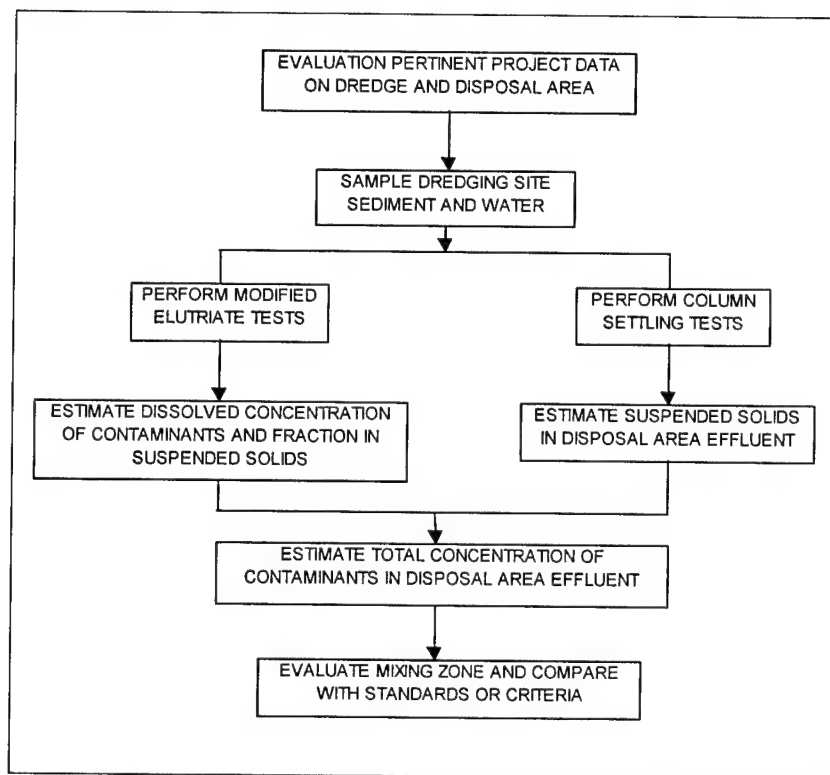 EVALUATION PERTINENT PROJECT DATA
ON DREDGE AND DISPOSAL AREA
SAMPLE DREDGING SITE
SEDIMENT AND WATER
PERFORM MODIFIED
ELUTRIATE TESTS
PERFORM COLUMN
SETTLING TESTS
ESTIMATE DISSOLVED CONCENTRATION
OF CONTAMINANTS AND FRACTION IN
SUSPENDED SOLIDS
ESTIMATE SUSPENDED SOLIDS
IN DISPOSAL AREA EFFLUENT
ESTIMATE TOTAL CONCENTRATION OF
CONTAMINANTS IN DISPOSAL AREA EFFLUENT
EVALUATE MIXING ZONE AND COMPARE
WITH STANDARDS OR CRITERIA